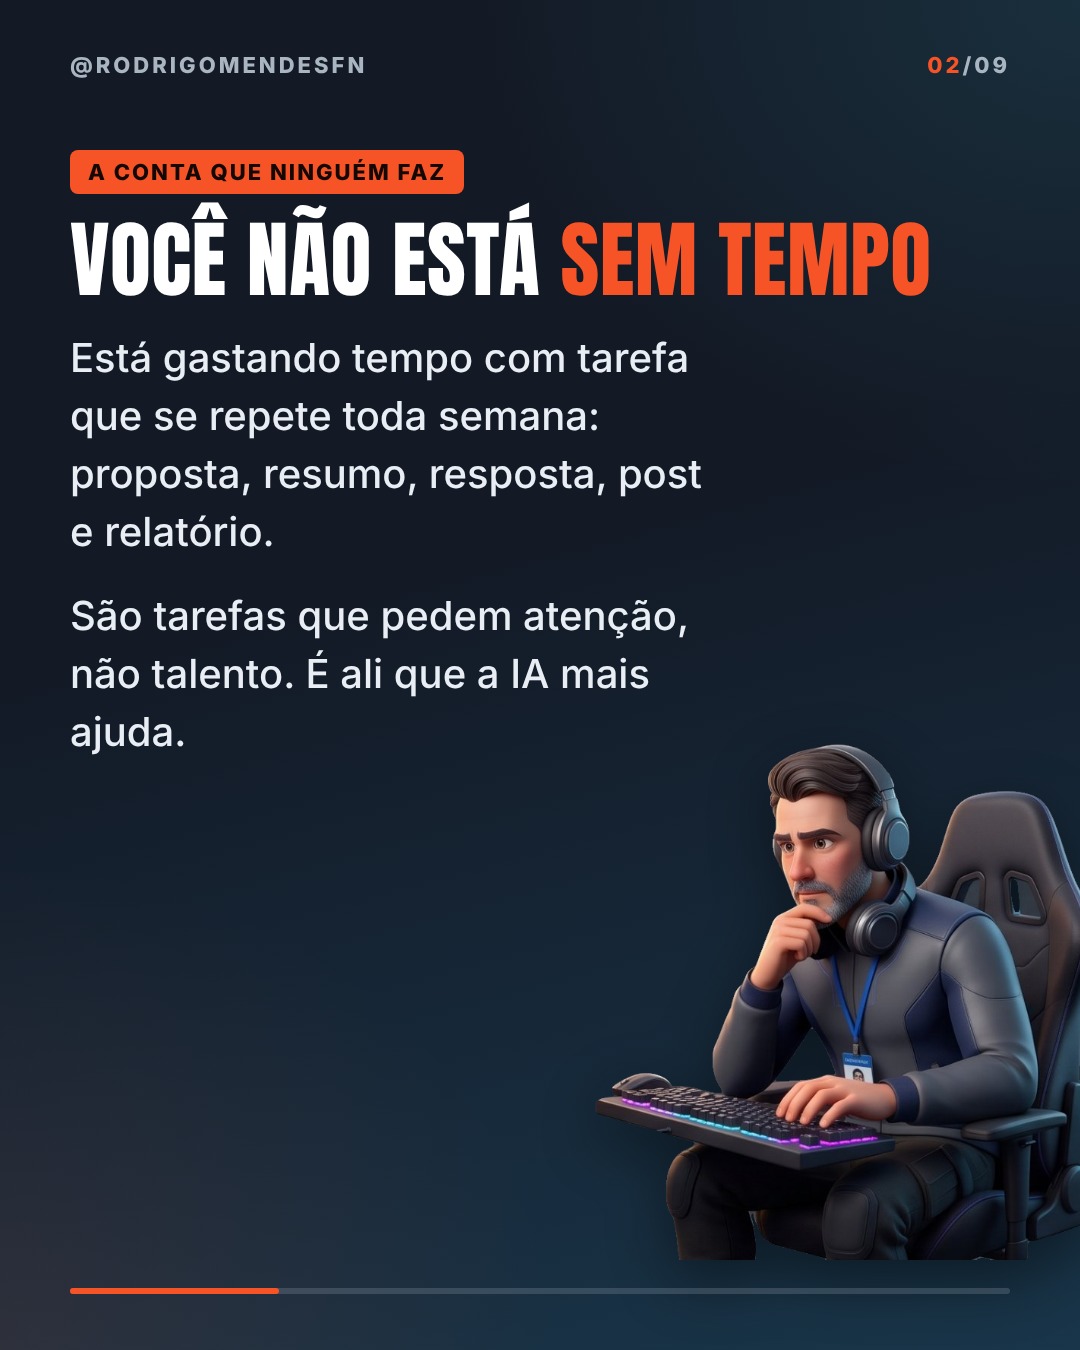 @RODRIGOMENDESFN
02/09
A CONTA QUE NINGUÉM FAZ
VOCÊ NÃO ESTÁ SEM TEMPO
Está gastando tempo com tarefa
que se repete toda semana:
proposta, resumo, resposta, post
e relatório.
São tarefas que pedem atenção,
não talento. É ali que a IA mais
ajuda.